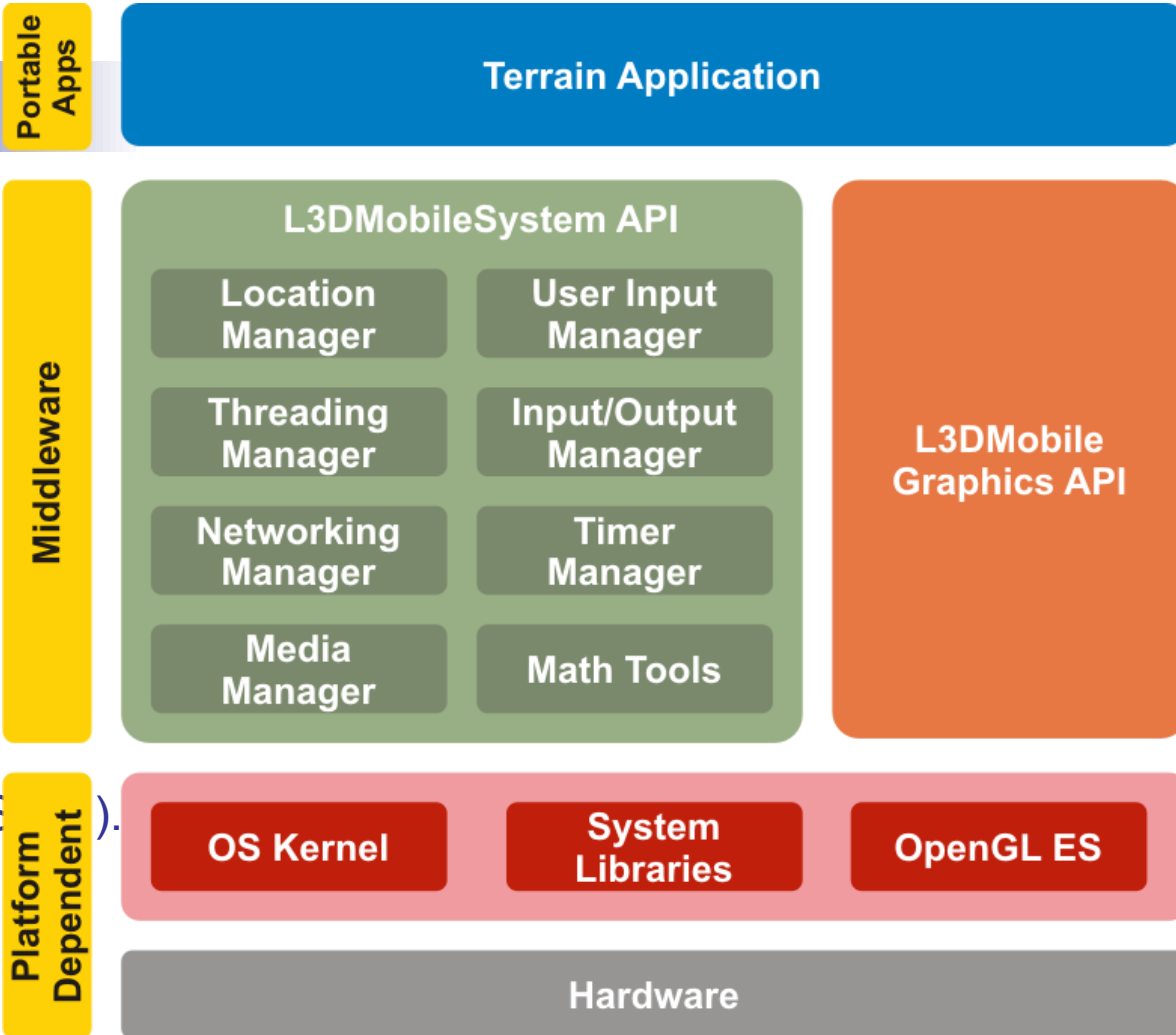 Portable
Apps
Terrain Application
Middleware
L3DMobileSystem API
Location
Manager
User Input
Manager
Threading
Manager
Input/Output
Manager
Networking
Manager
Timer
Manager
Media
Manager
Math Tools
L3DMobile
Graphics API
Platform
Dependent
).
OS Kernel
System
Libraries
OpenGL ES
Hardware